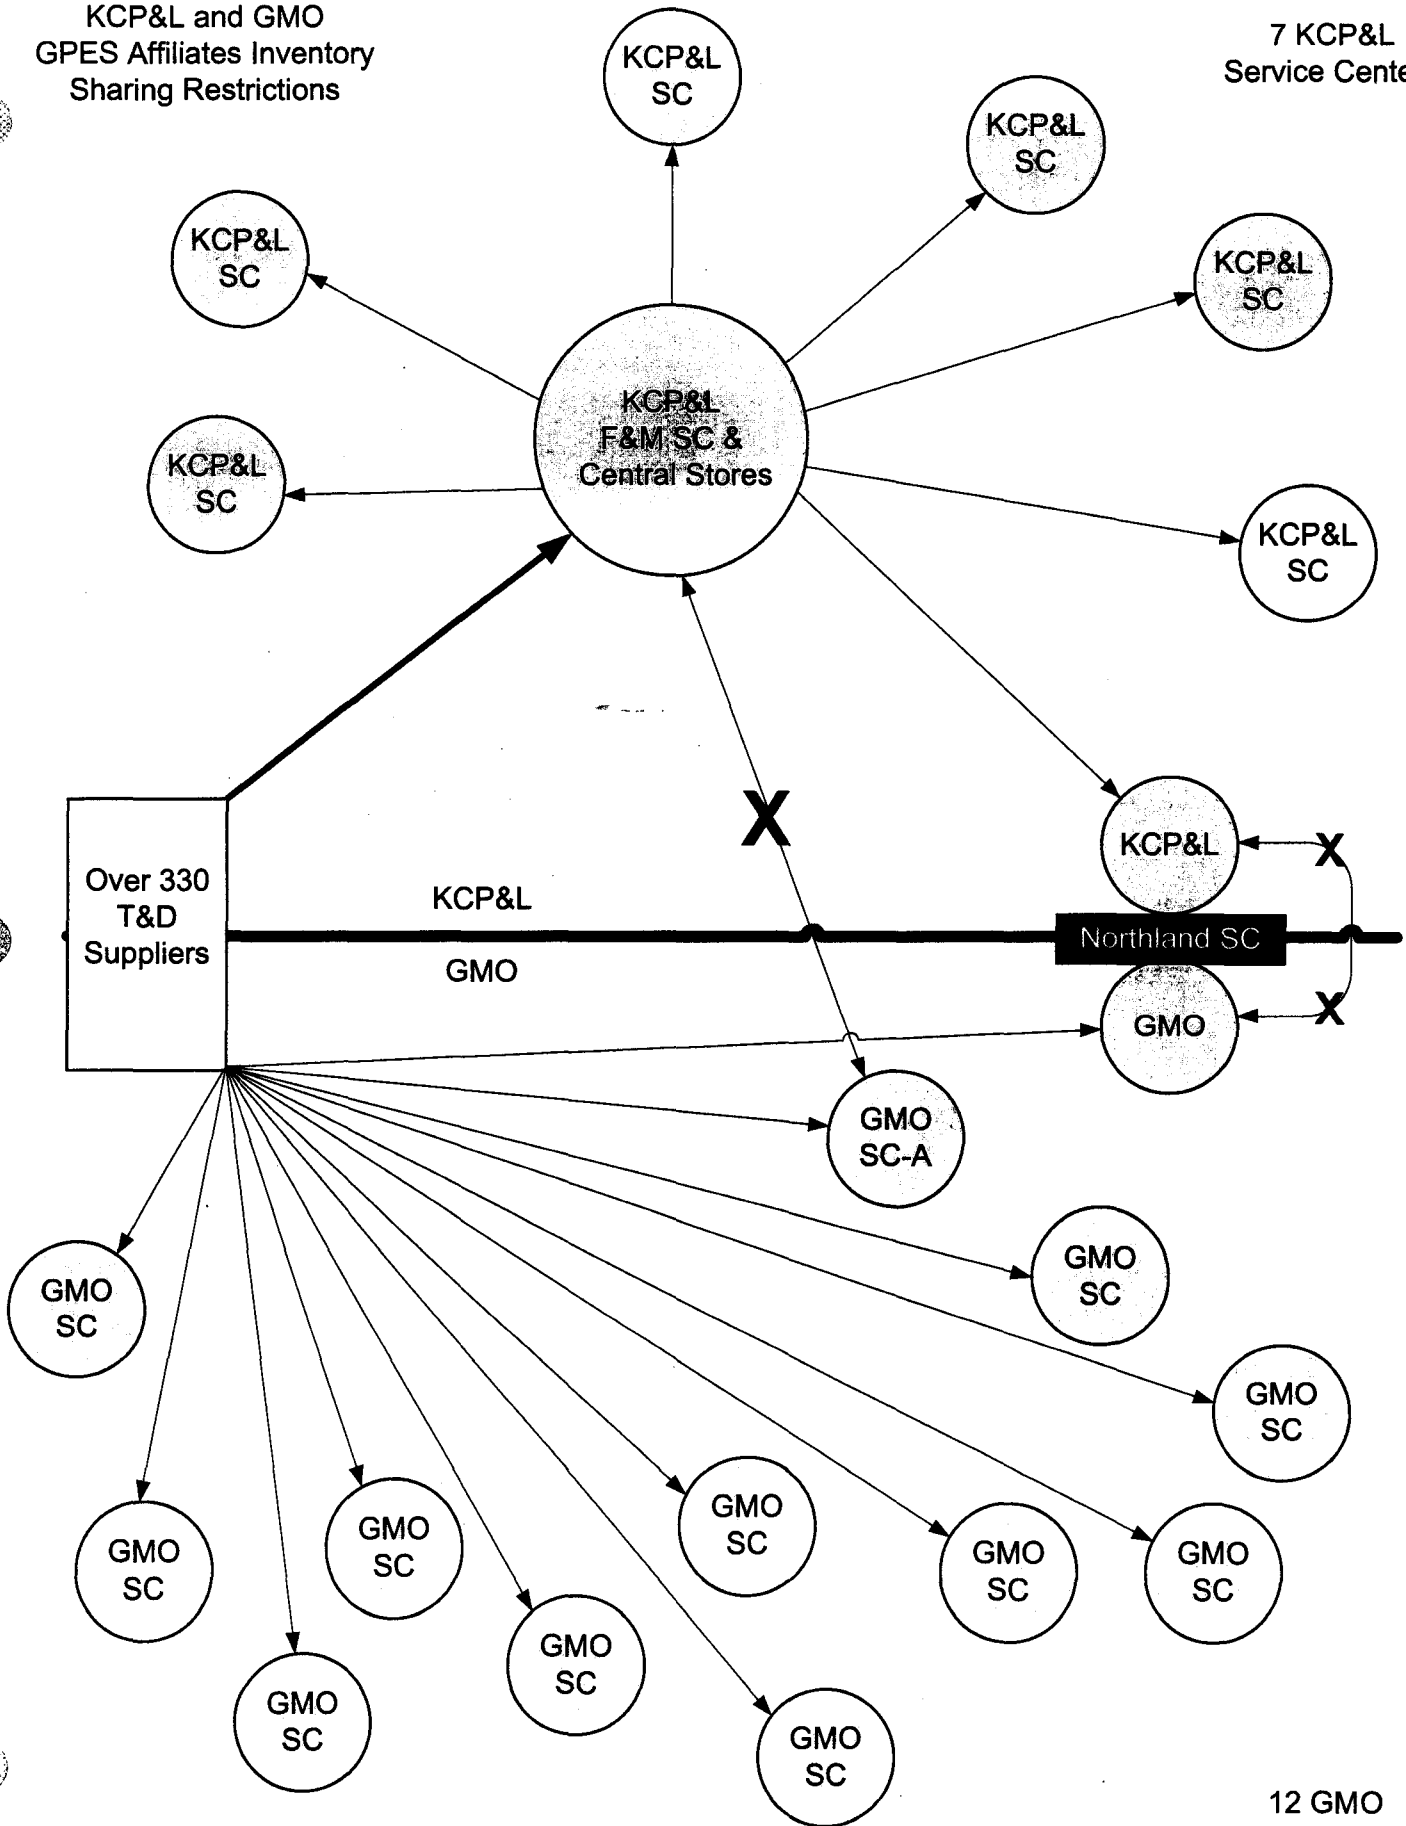 KCP&L and GMO
GPES Affiliates Inventory
Sharing Restrictions
7 KCP&L
Service Cente
KCP&L
SC
KCP&L
SC
KCP&L
SC
KCP&L
SC
KCP&L
F&M SC &
Central Stores
KCP&L
SC
KCP&L
SC
X
KCP&L
X
Over 330
T&D
Suppliers
KCP&L
Northland SC
GMO
GMO
X
GMO
SC-A
GMO
SC
GMO
SC
GMO
SC
GMO
SC
GMO
SC
GMO
SC
GMO
SC
GMO
SC
GMO
SC
GMO
SC
GMO
SC
12 GMO